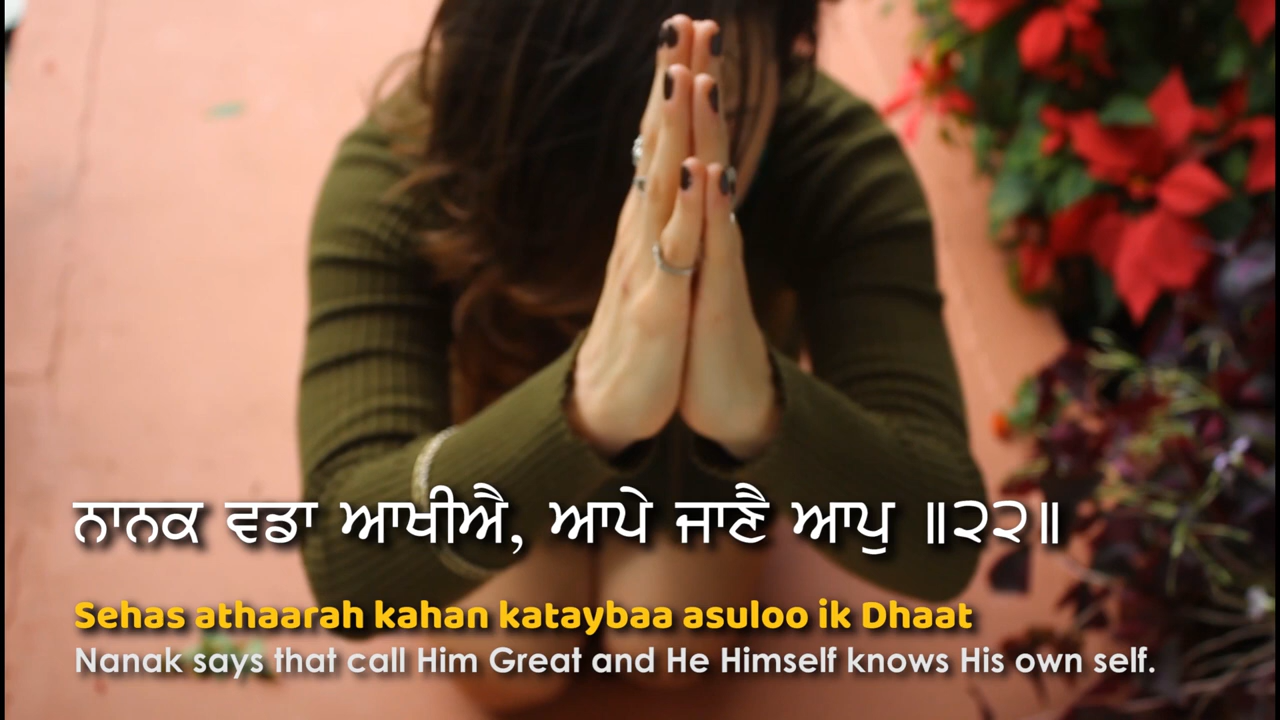 ਨਾਨਕ ਵਡਾ ਆਖੀਐ, ਆਪੇ ਜਾਣੈ ਆਪੁ ॥੨੨॥
Sehas athaarah kahan kataybaa asuloo ik Dhaat
Nanak says that call Him Great and He Himself knows His own self.